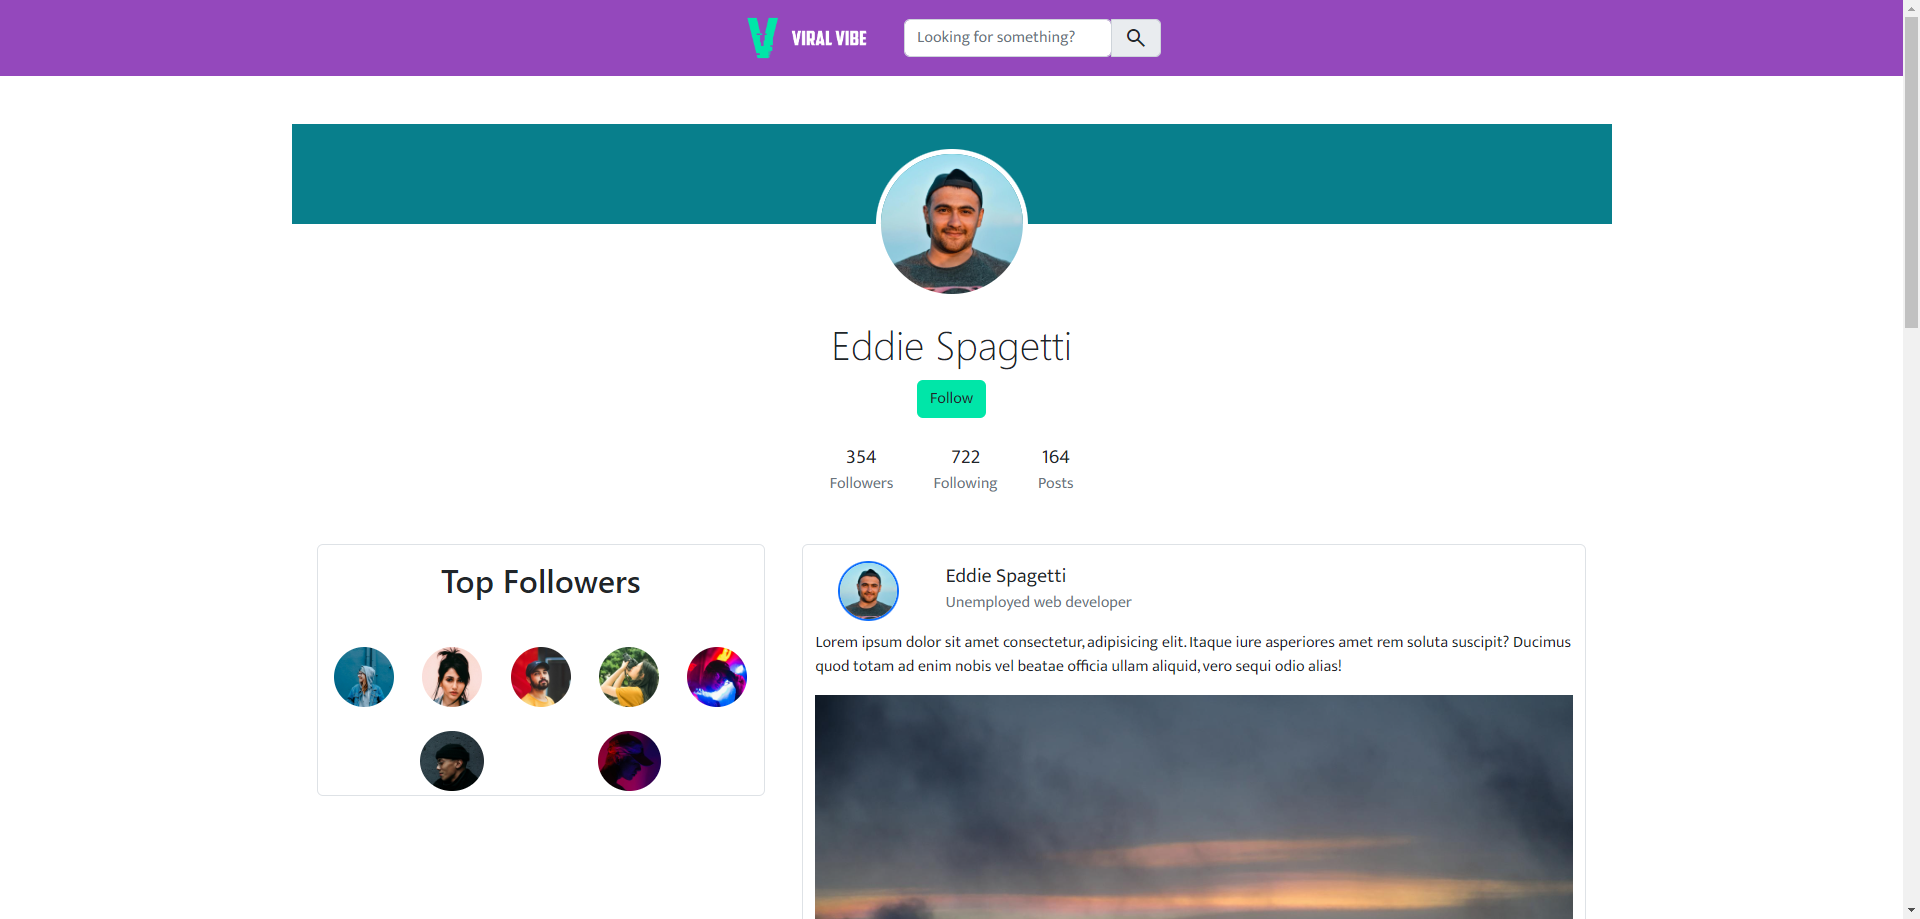 VIRAL VIBE
Looking for something?
Eddie Spagetti
Follow
354 722 164
Followers Following Posts
Top Followers
Eddie Spagetti
Unemployed web developer
Lorem ipsum dolor sit amet consectetur, adipisicing elit. Itaque iure asperiores amet rem soluta suscipit? Ducimus
quod totam ad enim nobis vel beatae officia ullam aliquid, vero sequi odio alias!